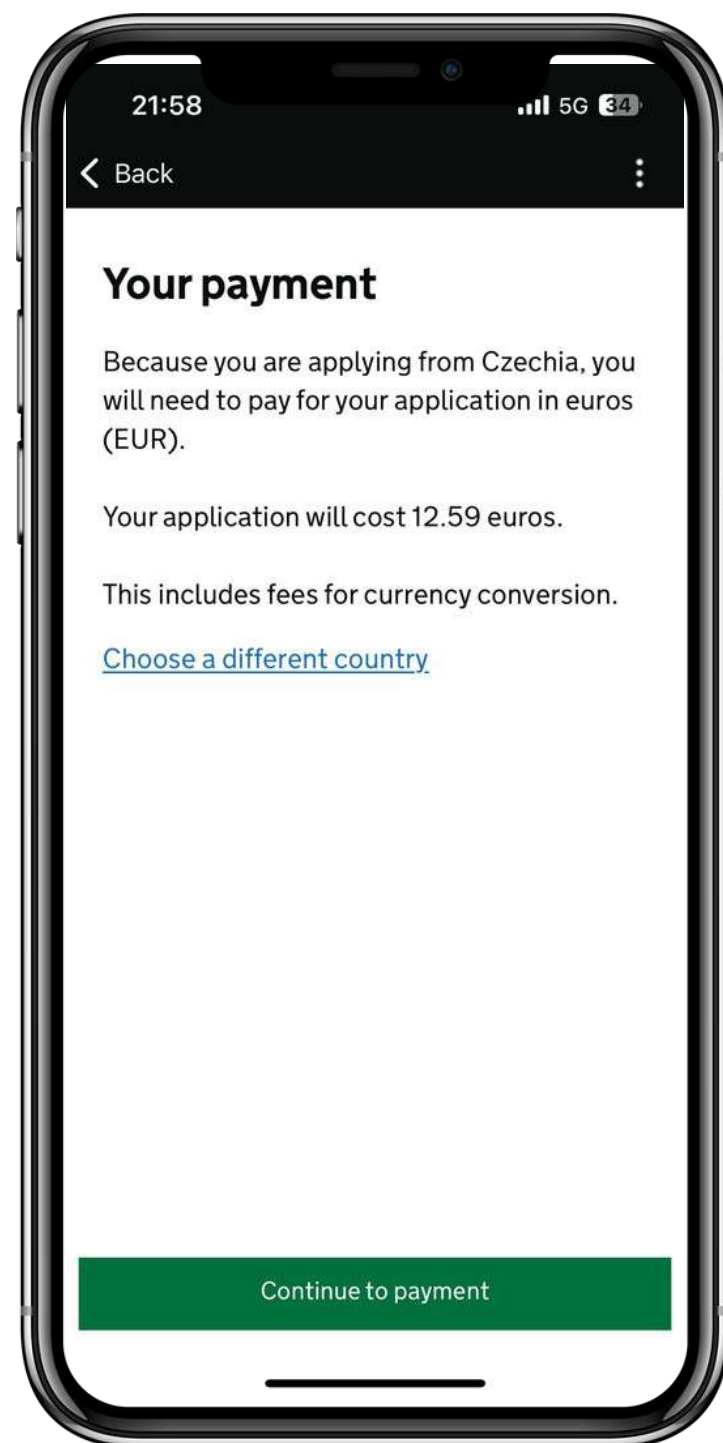 21:58
5G 34
Back
Your payment
Because you are applying from Czechia, you
will need to pay for your application in euros
(EUR).
Your application will cost 12.59 euros.
This includes fees for currency conversion.
Choose a different country
Continue to payment